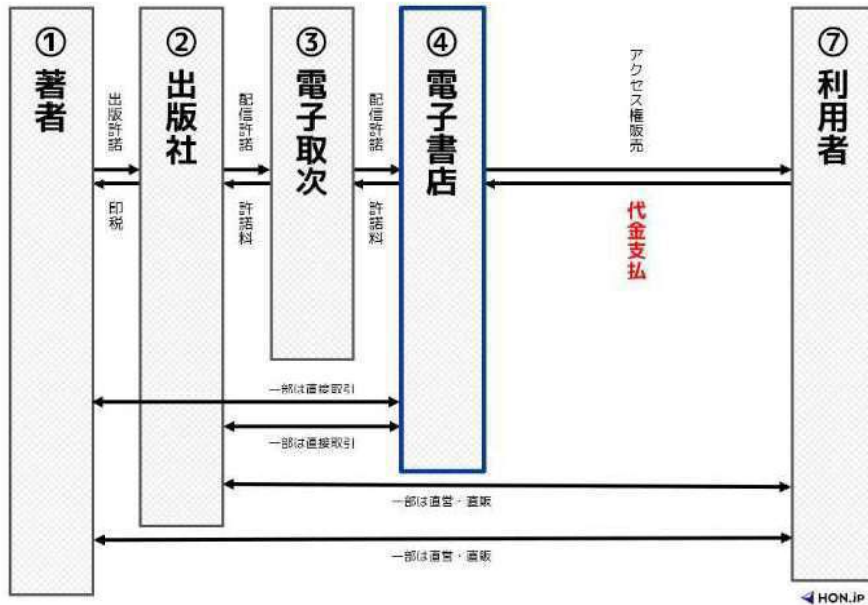 ① 著者
② 出版社
③ 電子取次
④ 電子書店
⑦ 利用者
出版許諾
印税
配信許諾
許諾料
配信許諾
許諾料
アクセス権販売
代金支払
一部は直接取引
一部は直接取引
一部は直営・直販
一部は直営・直販
HON.jp